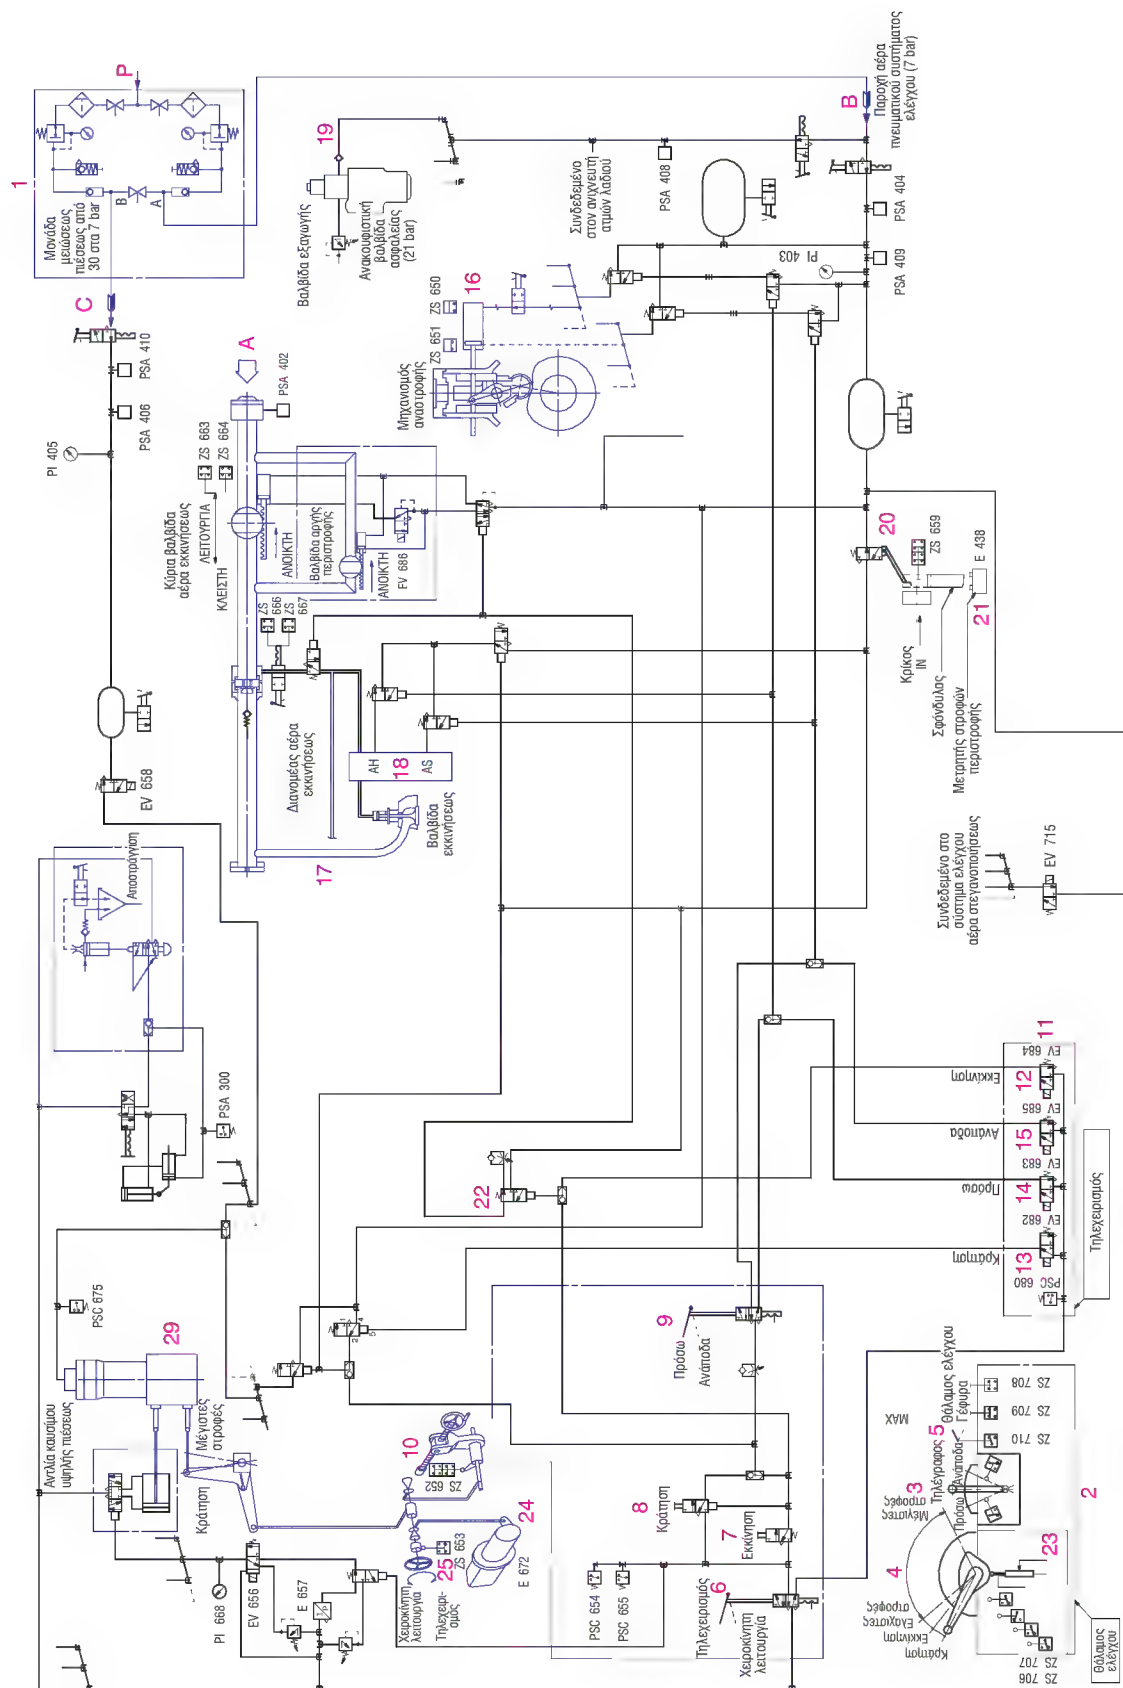 1
P
Μονάδα
μειώσεως
πιέσεως από
30 στα 7 bar
B
A
C
PSA 410
PSA 406
PI 405
A
PSA 402
Κύρια βαλβίδα
αέρα εκκινήσεως
ΛΕΙΤΟΥΡΓΙΑ
ΚΛΕΙΣΤΗ
ZS 663
ZS 664
ΑΝΟΙΚΤΗ
Βαλβίδα αργής
περιστροφής
ΑΝΟΙΚΤΗ
EV 686
ZS 666
ZS 667
19
Βαλβίδα εξαγωγής
Ανακουφιστική
βαλβίδα
ασφαλείας
(21 bar)
Συνδεδεμένο
στον ανιχνευτή
ατμών λαδιού
PSA 408
B
Παροχή αέρα
πνευματικού συστήματος
ελέγχου (7 bar)
PSA 404
PSA 409
PI 403
Μηχανισμός
αναστροφής
ZS 651
ZS 650
16
20
ZS 659
E 438
21
Κρίκος
IN
Σφόνδυλος
Μετρητής στροφών
περιστροφής
EV 658
Διανομέας αέρα
εκκινήσεως
AH
18
AS
17
Βαλβίδα
εκκινήσεως
Αποστράγγιση
Συνδεδεμένο στο
σύστημα ελέγχου
αέρα στεγανοποιήσεως
EV 715
PSA 300
PSC 675
29
Αντλία καυσίμου
υψηλής πιέσεως
Μέγιστες
στροφές
Κράτηση
22
1
2
4
5
11
EV 684
12
Εκκίνηση
EV 685
15
Ανάποδα
EV 683
14
Πρόσω
EV 682
13
Κράτηση
PSC 680
Τηλεχειρισμός
9
Πρόσω
Ανάποδα
10
ZS 652
24
E 672
25
ZS 653
Χειροκίνητη
λειτουργία
Τηλεχειρι-
σμός
PI 668
EV 656
E 657
8
Κράτηση
7
Εκκίνηση
PSC 654
PSC 655
6
Τηλεχειρισμός
Χειροκίνητη
λειτουργία
Θάλαμος ελέγχου
Γέφυρα
MAX
ZS 708
ZS 709
ZS 710
5
Τηλέγραφος
Ανάποδα
Πρόσω
3
Μέγιστες
στροφές
4
2
23
Ελάχιστες
στροφές
Εκκίνηση
Κράτηση
ZS 707
ZS 706
Θάλαμος
ελέγχου